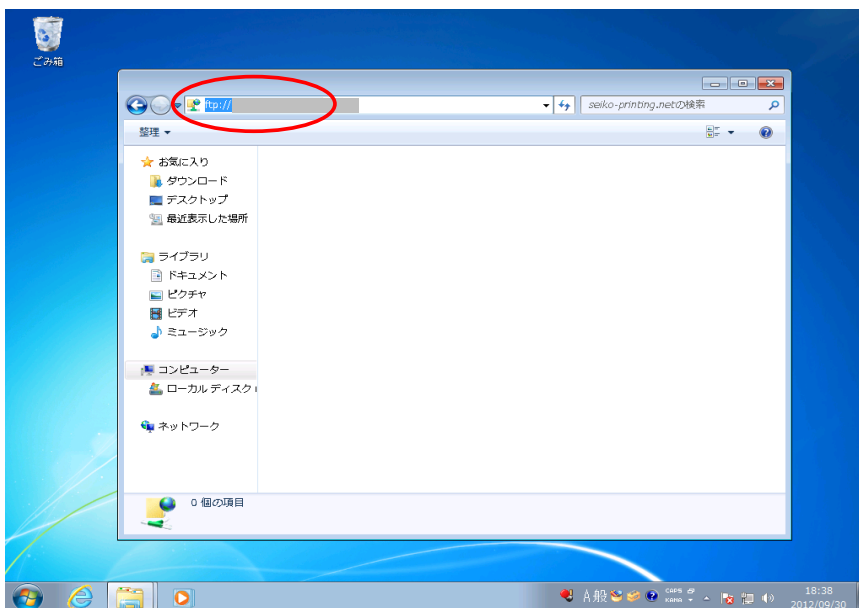 ごみ箱
ftp://
seiko-printing.netの検索
整理
お気に入り
ダウンロード
デスクトップ
最近表示した場所
ライブラリ
ドキュメント
ピクチャ
ビデオ
ミュージック
コンピューター
ローカル ディスク
ネットワーク
0 個の項目
A 般
CAPS
KANA
18:38
2012/09/30